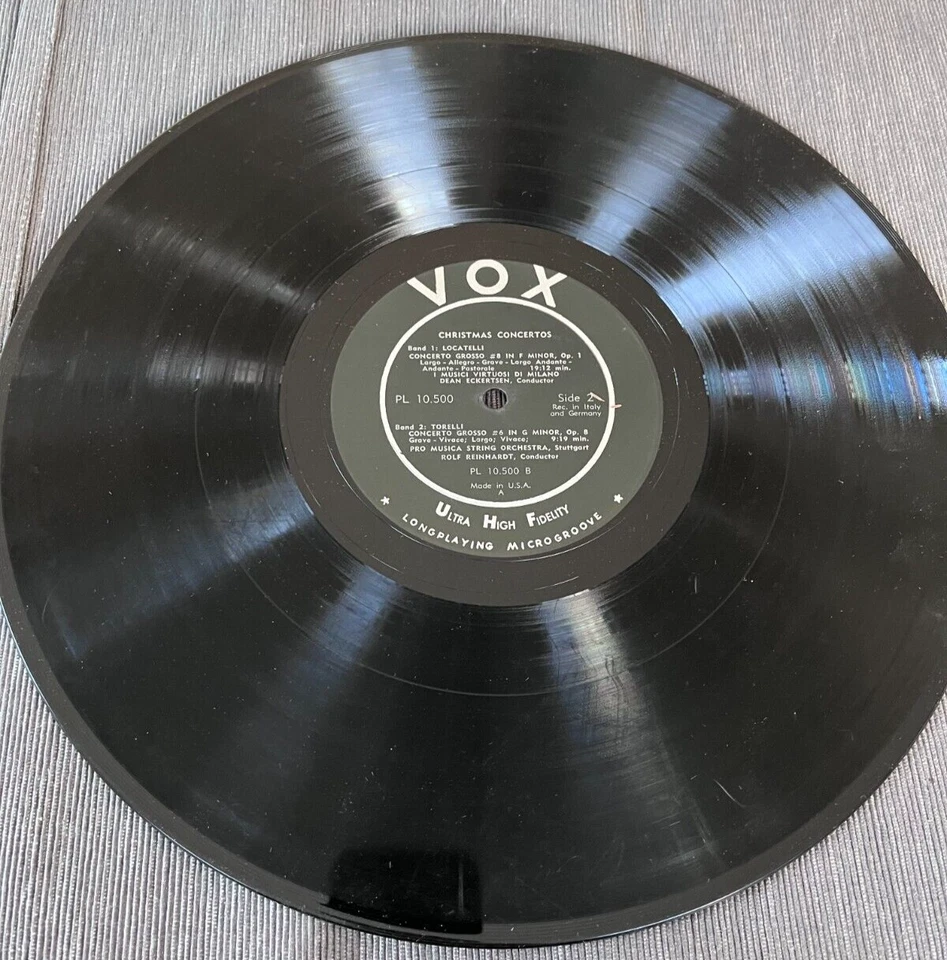 VOX
CHRISTMAS CONCERTOS
Band 1: LOCATELLI
CONCERTO GROSSO #8 IN F MINOR, Op. 1
Largo - Allegro - Grave - Largo Andante -
Andante - Pastorale 19:12 min.
I MUSICI VIRTUOSI DI MILANO
DEAN ECKERTSEN, Conductor
PL 10.500 Side 2
Rec. in Italy
and Germany
Band 2: TORELLI
CONCERTO GROSSO #6 IN G MINOR, Op. 8
Grave - Vivace; Largo; Vivace; 9:19 min.
PRO MUSICA STRING ORCHESTRA, Stuttgart
ROLF REINHARDT, Conductor
PL 10.500 B
Made in U.S.A.
A
ULTRA HIGH FIDELITY
★ LONGPLAYING MICROGROOVE ★